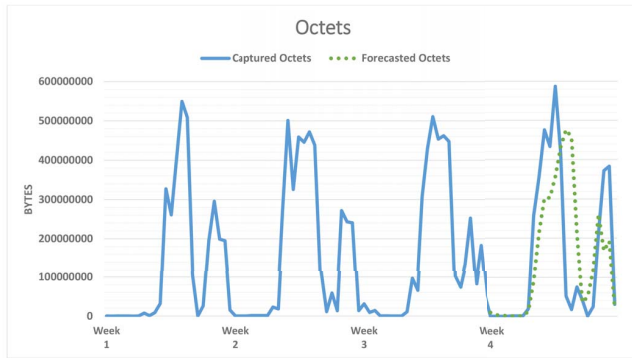 Octets
Captured Octets Forecasted Octets
600000000
500000000
400000000
300000000
200000000
100000000
0
BYTES
Week 1
Week 2
Week 3
Week 4